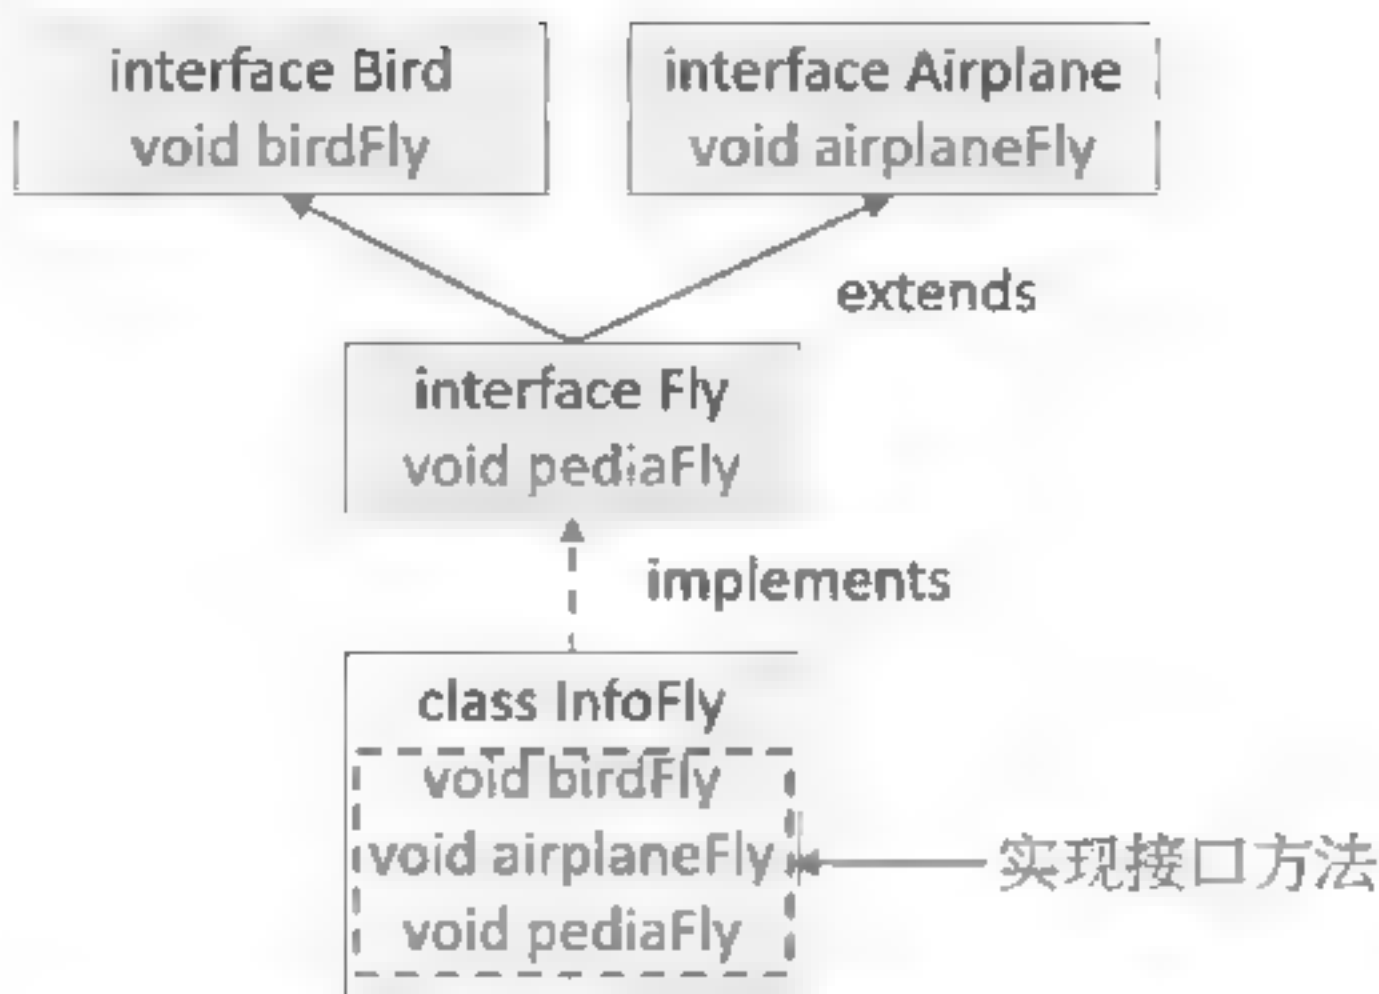 interface Bird
void birdFly
interface Airplane
void airplaneFly
extends
interface Fly
void pediaFly
implements
class InfoFly
void birdFly
void airplaneFly
void pediaFly
实现接口方法